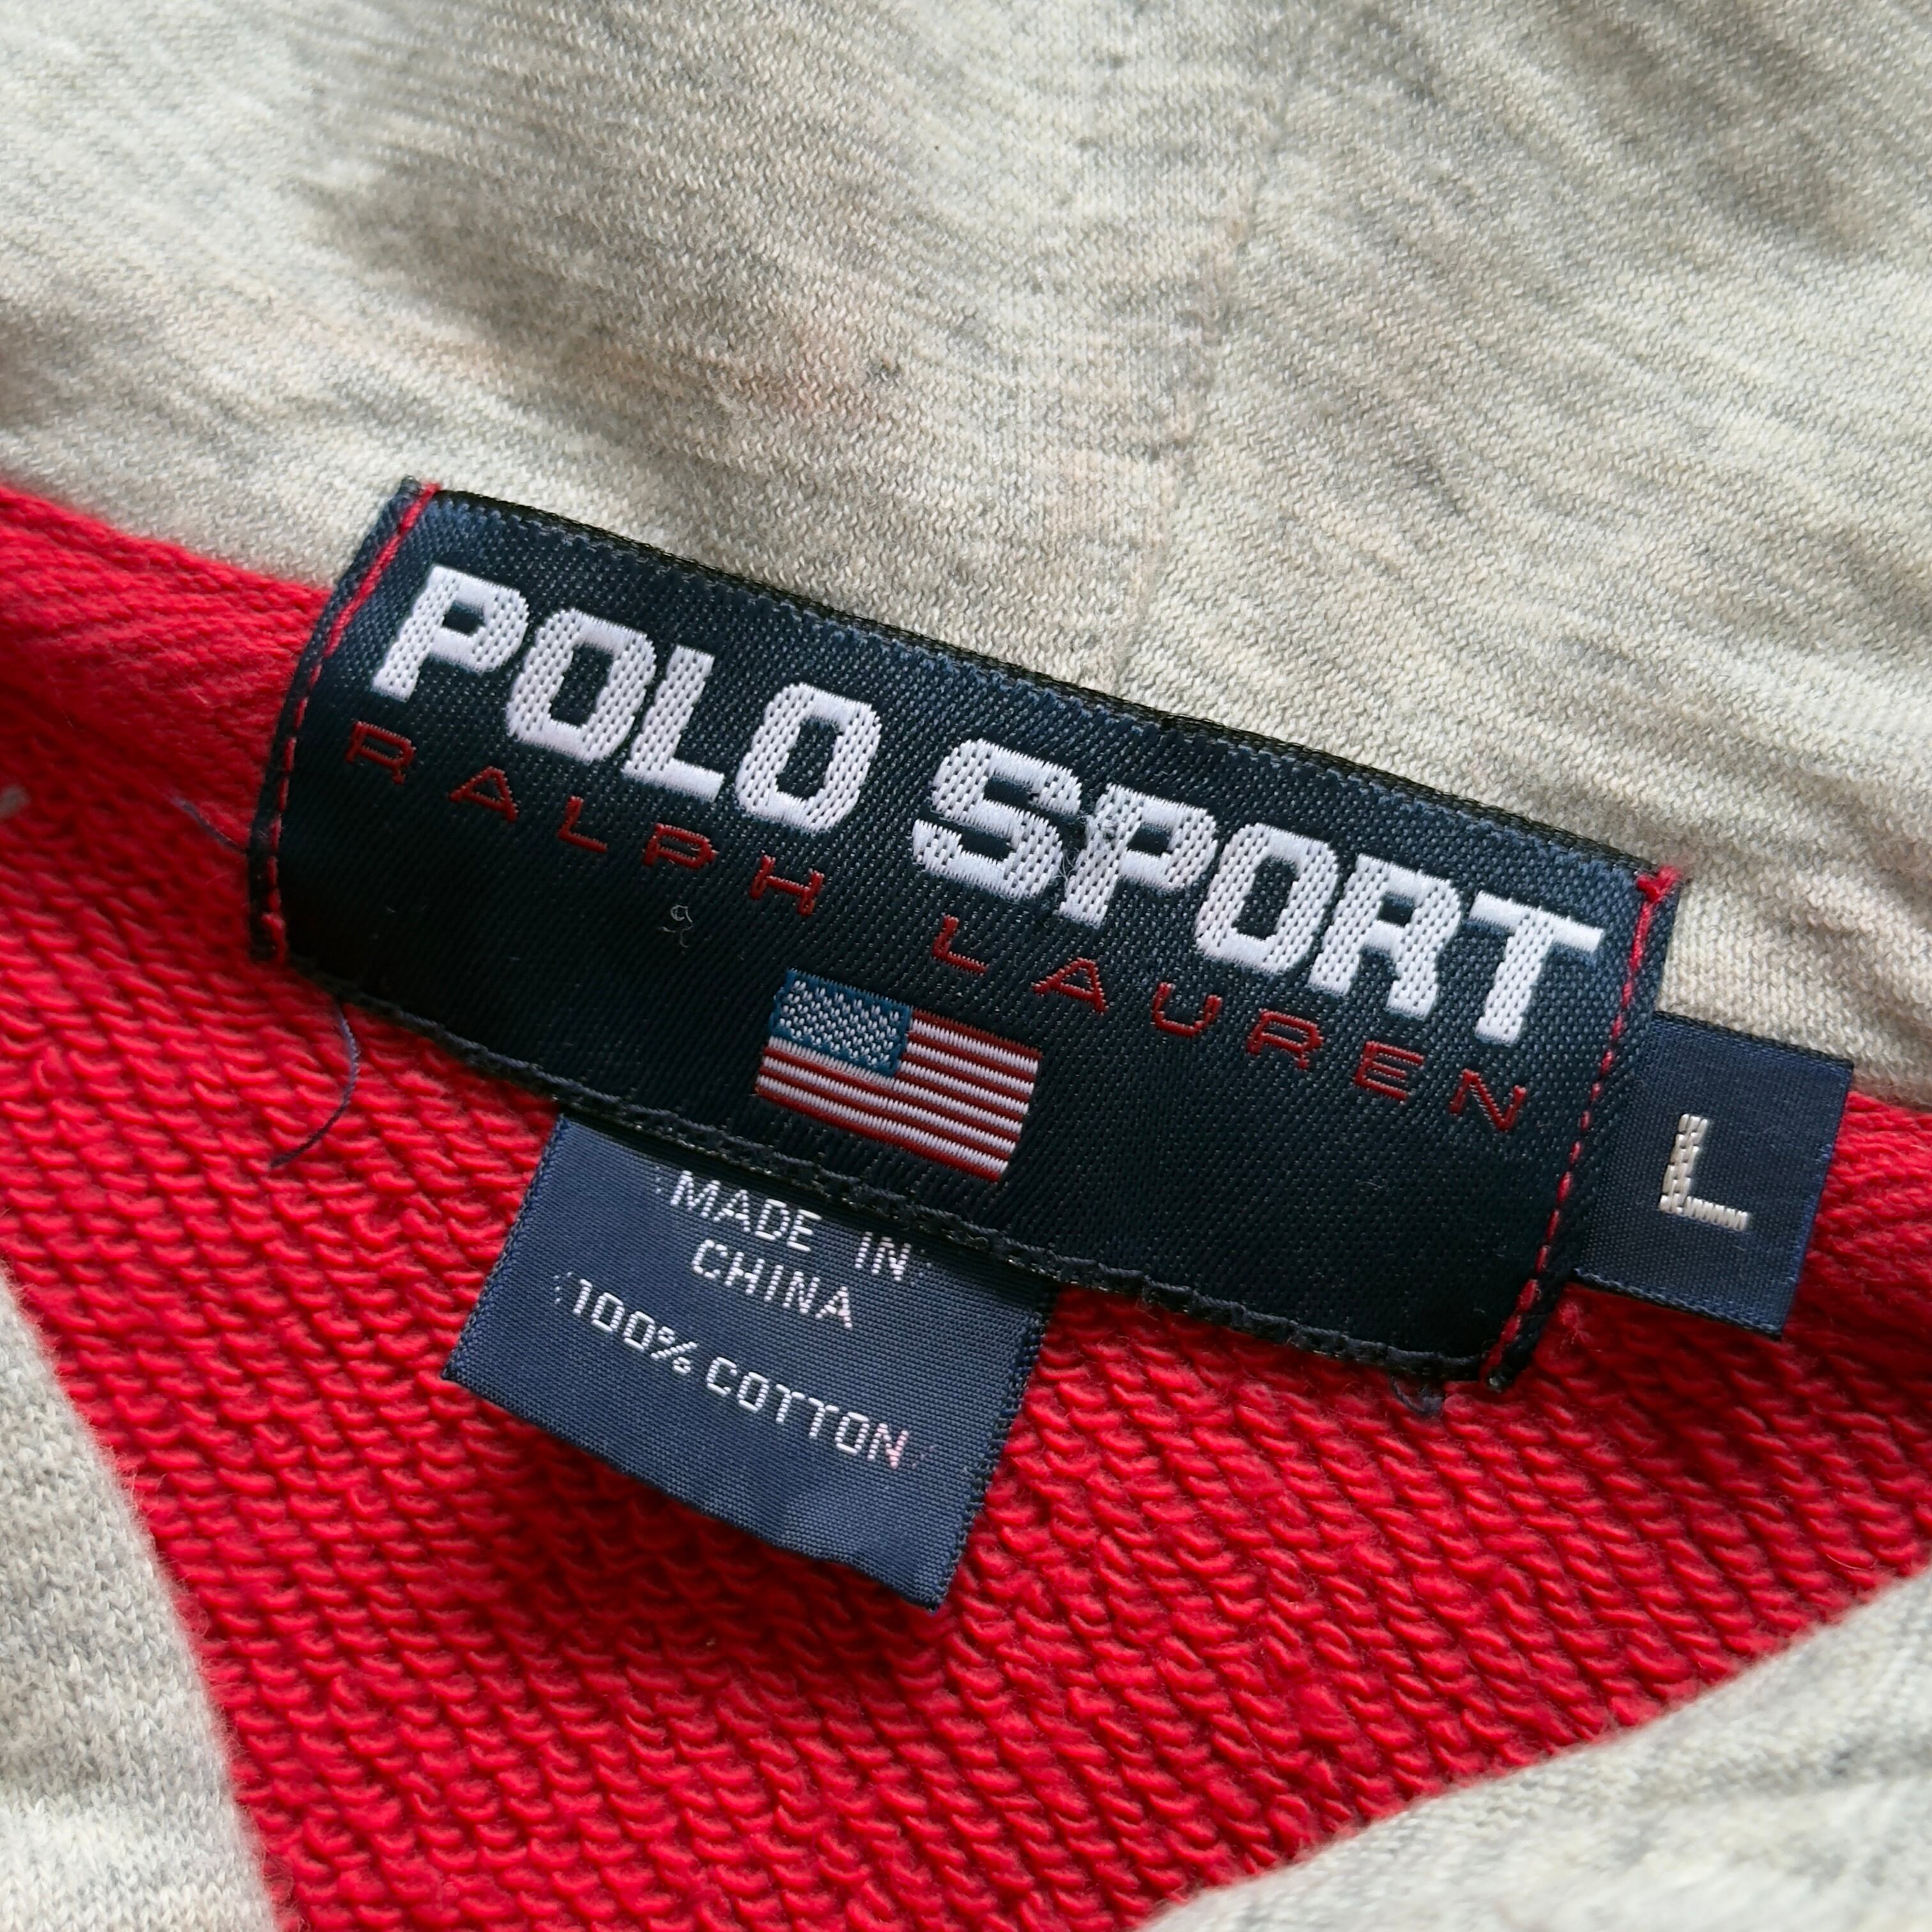 POLO SPORT
RALPH LAUREN
L
MADE IN
CHINA
100% COTTON